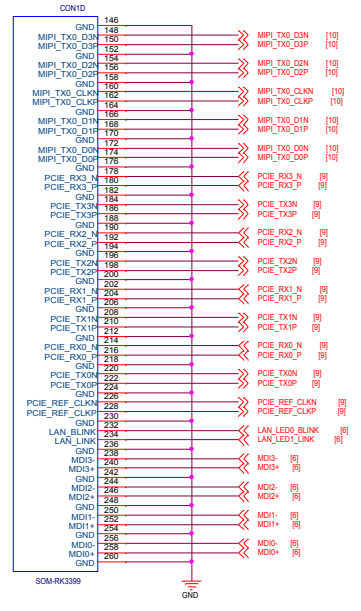 CON1D
GND 146
MIPI_TX0_D3N 148 MIPI_TX0_D3N [10]
MIPI_TX0_D3P 150 MIPI_TX0_D3P [10]
GND 152
MIPI_TX0_D2N 154 MIPI_TX0_D2N [10]
MIPI_TX0_D2P 156 MIPI_TX0_D2P [10]
GND 158
MIPI_TX0_CLKN 160 MIPI_TX0_CLKN [10]
MIPI_TX0_CLKP 162 MIPI_TX0_CLKP [10]
GND 164
MIPI_TX0_D1N 166 MIPI_TX0_D1N [10]
MIPI_TX0_D1P 168 MIPI_TX0_D1P [10]
GND 170
MIPI_TX0_D0N 172 MIPI_TX0_D0N [10]
MIPI_TX0_D0P 174 MIPI_TX0_D0P [10]
GND 176
PCIE_RX3_N 178 PCIE_RX3_N [9]
PCIE_RX3_P 180 PCIE_RX3_P [9]
GND 182
PCIE_TX3N 184 PCIE_TX3N [9]
PCIE_TX3P 186 PCIE_TX3P [9]
GND 188
PCIE_RX2_N 190 PCIE_RX2_N [9]
PCIE_RX2_P 192 PCIE_RX2_P [9]
GND 194
PCIE_TX2N 196 PCIE_TX2N [9]
PCIE_TX2P 198 PCIE_TX2P [9]
GND 200
PCIE_RX1_N 202 PCIE_RX1_N [9]
PCIE_RX1_P 204 PCIE_RX1_P [9]
GND 206
PCIE_TX1N 208 PCIE_TX1N [9]
PCIE_TX1P 210 PCIE_TX1P [9]
GND 212
PCIE_RX0_N 214 PCIE_RX0_N [9]
PCIE_RX0_P 216 PCIE_RX0_P [9]
GND 218
PCIE_TX0N 220 PCIE_TX0N [9]
PCIE_TX0P 222 PCIE_TX0P [9]
GND 224
PCIE_REF_CLKN 226 PCIE_REF_CLKN [9]
PCIE_REF_CLKP 228 PCIE_REF_CLKP [9]
GND 230
LAN_BLINK 232 LAN_LED0_BLINK [6]
LAN_LINK 234 LAN_LED1_LINK [6]
GND 236
MDI3- 238 MDI3- [6]
MDI3+ 240 MDI3+ [6]
GND 242
MDI2- 244 MDI2- [6]
MDI2+ 246 MDI2+ [6]
GND 248
MDI1- 250 MDI1- [6]
MDI1+ 252 MDI1+ [6]
GND 254
MDI0- 256 MDI0- [6]
MDI0+ 258 MDI0+ [6]
GND 260
SOM-RK3399
GND